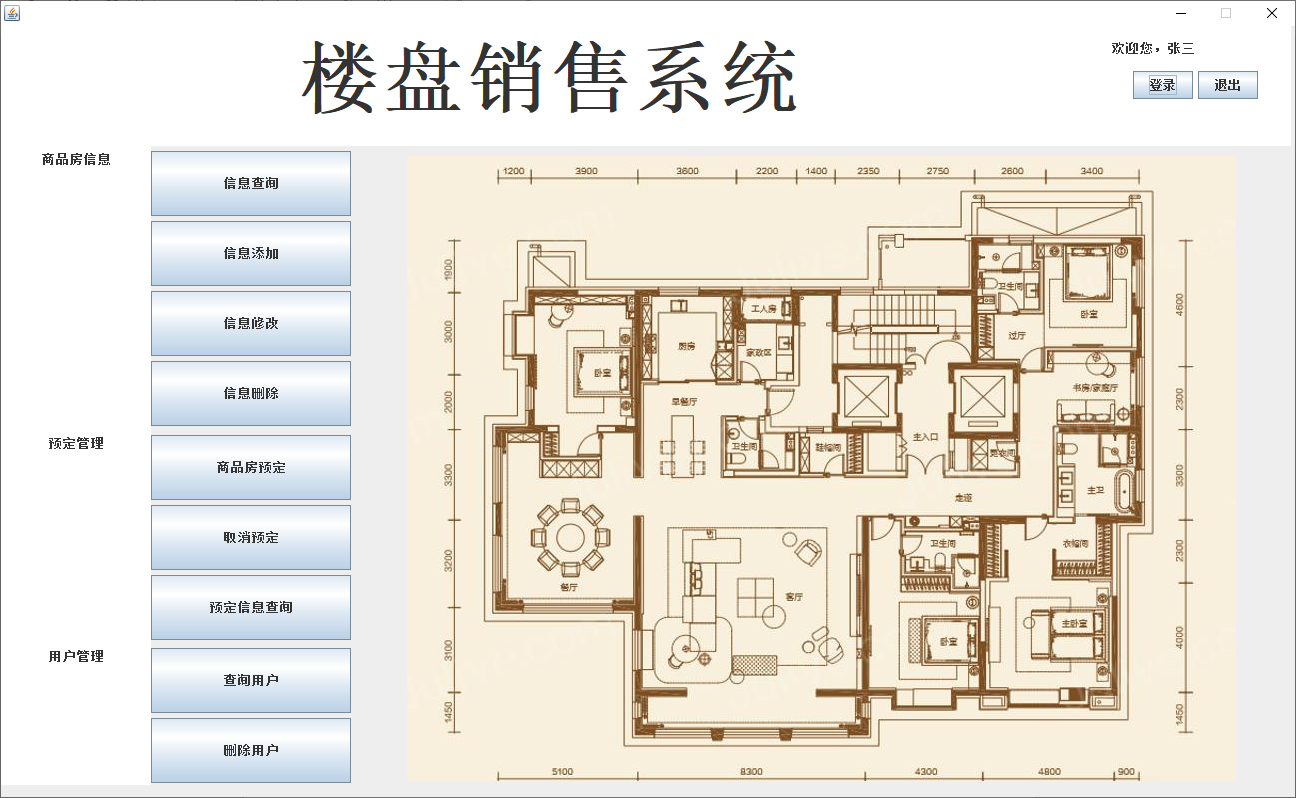 楼盘销售系统
欢迎您，张三
登录
退出
商品房信息
信息查询
信息添加
信息修改
信息删除
预定管理
商品房预定
取消预定
预定信息查询
用户管理
查询用户
删除用户
1200 3900 3800 2200 1400 2350 2750 2600 3400
1900
3000
2000
3300
3200
3100
1450
4600
2300
3300
2300
4000
1450
卧室
厨房
工人房
家政区
早餐厅
卫生间
鞋帽间
主入口
更衣间
卫生间
过厅
卧室
书房/家庭厅
主卫
走道
衣帽间
卫生间
餐厅
客厅
卧室
主卧室
5100 8300 4300 4800 900